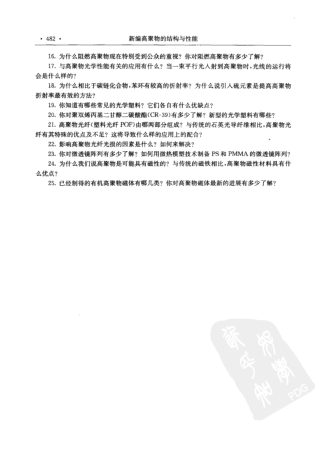 · 482 ·
新编高聚物的结构与性能
16. 为什么阻燃高聚物现在特别受到公众的重视？你对阻燃高聚物有多少了解？
17. 与高聚物光学性能有关的应用有什么？当一束平行光入射到高聚物时，光线的运行将
会是什么样的？
18. 为什么相比于碳链化合物，苯环有较高的折射率？为什么说引入硫元素是提高高聚物
折射率最有效的方法？
19. 你知道有哪些常见的光学塑料？它们各自有什么优缺点？
20. 你对聚双烯丙基二甘醇二碳酸酯(CR-39)有多少了解？新型的光学塑料有哪些？
21. 高聚物光纤(塑料光纤 POF)由哪两部分组成？与传统的石英光导纤维相比，高聚物光
纤有其特殊的优点及不足？这将导致什么样的应用上的配合？
22. 影响高聚物光纤光损的因素是什么？如何来解决？
23. 你对微透镜阵列有多少了解？如何用微热模压技术制备 PS 和 PMMA 的微透镜阵列？
24. 为什么我们说高聚物是可能具有磁性的？与传统的磁铁相比，高聚物磁性材料具有什
么优点？
25. 已经制得的有机高聚物磁体有哪几类？你对高聚物磁体最新的进展有多少了解？
PDG